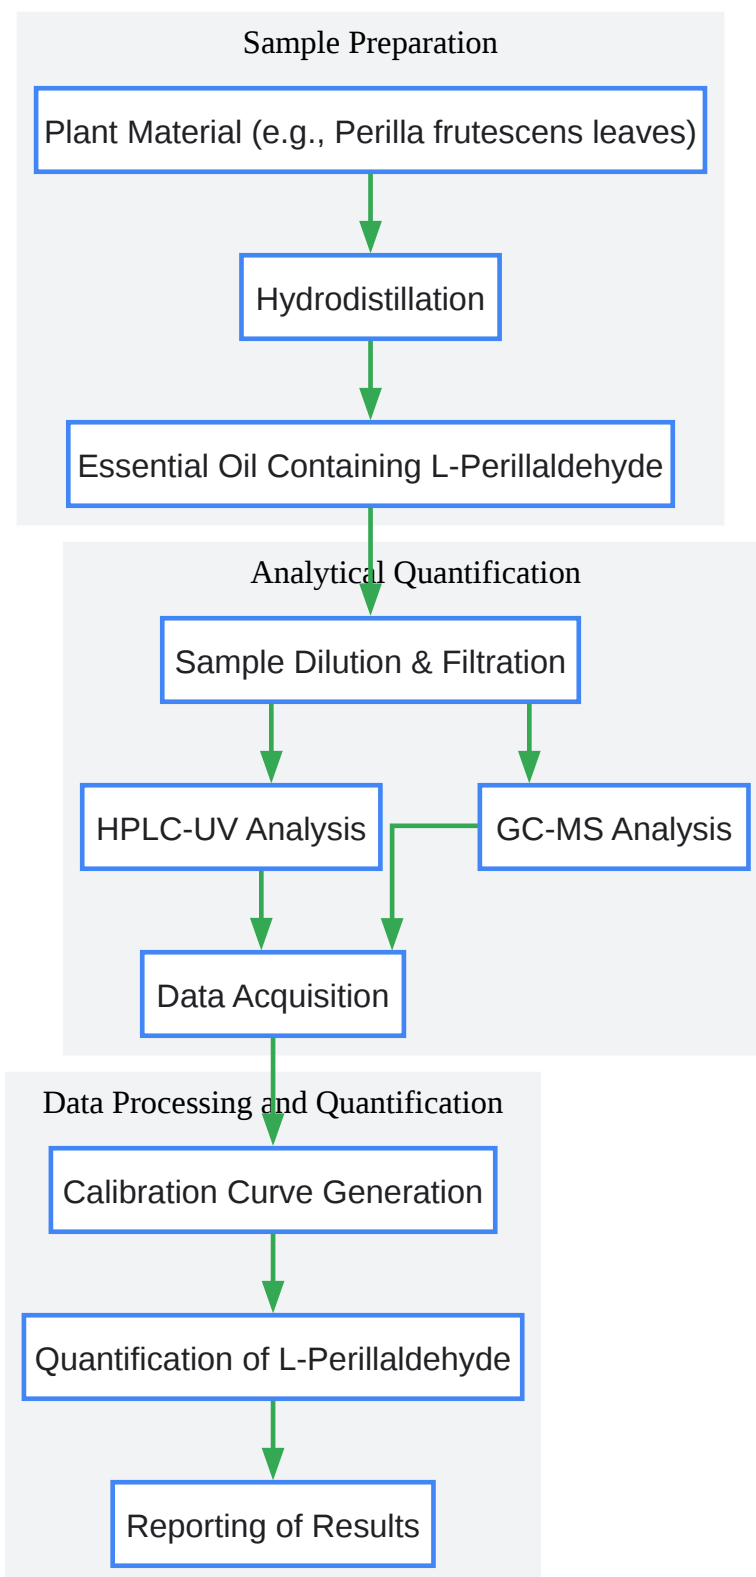 Sample Preparation
Plant Material (e.g., Perilla frutescens leaves)
Hydrodistillation
Essential Oil Containing L-Perillaldehyde
Analytical Quantification
Sample Dilution & Filtration
HPLC-UV Analysis
GC-MS Analysis
Data Acquisition
Data Processing and Quantification
Calibration Curve Generation
Quantification of L-Perillaldehyde
Reporting of Results